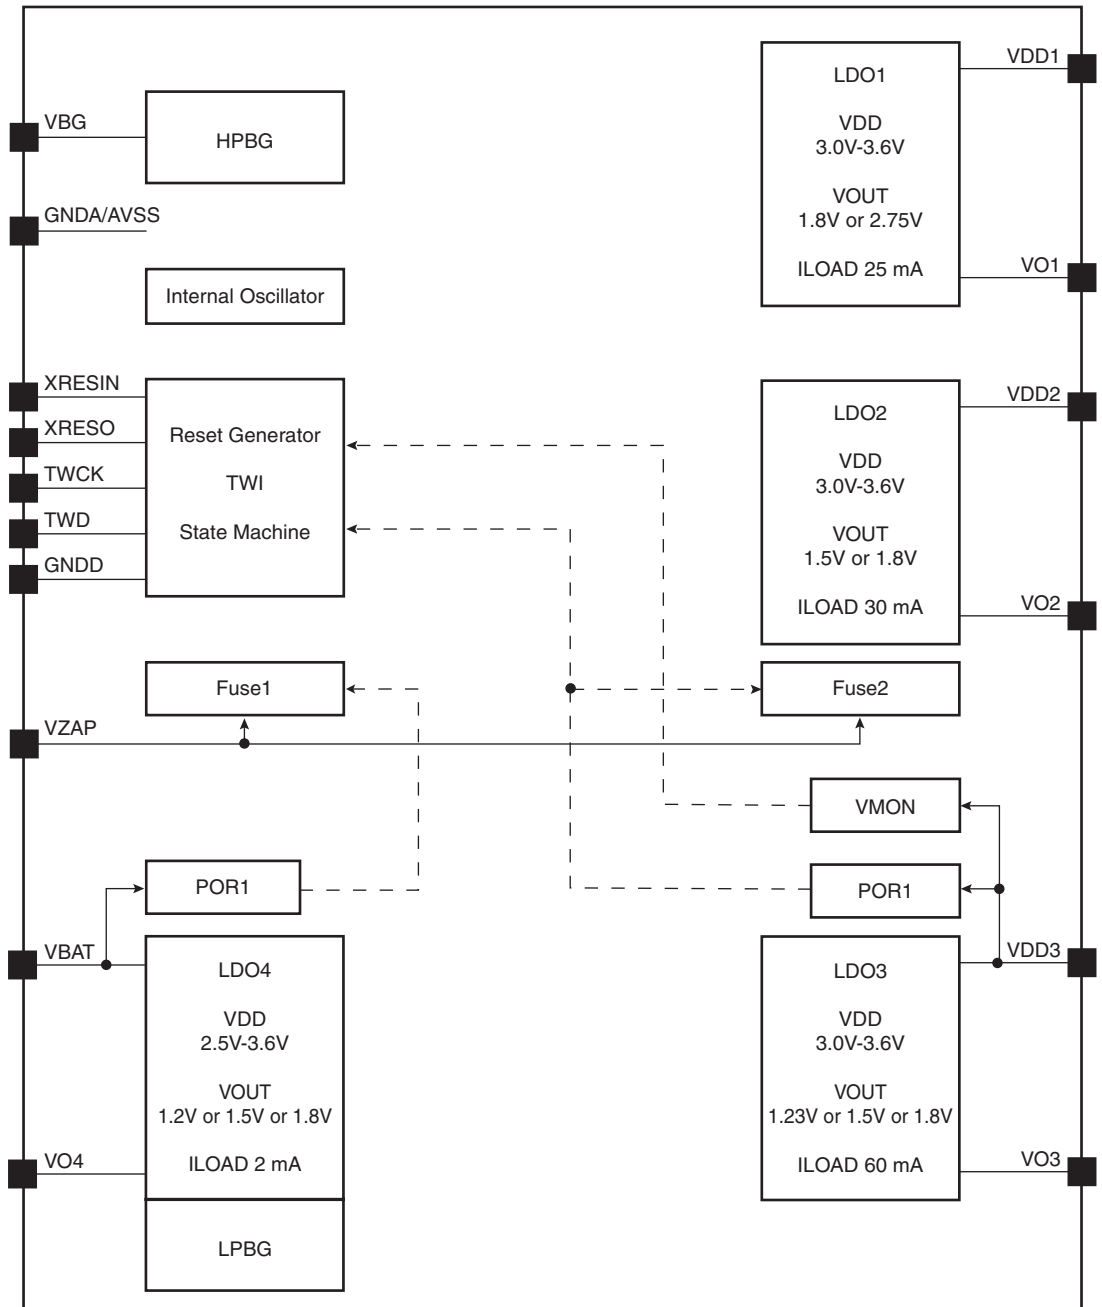 VBG
HPBG
GNDA/AVSS
Internal Oscillator
XRESIN
XRESO
TWCK
TWD
GNDD
Reset Generator
TWI
State Machine
Fuse1
VZAP
POR1
VBAT
LDO4
VDD
2.5V-3.6V
VOUT
1.2V or 1.5V or 1.8V
ILOAD 2 mA
VO4
LPBG
LDO1
VDD
3.0V-3.6V
VOUT
1.8V or 2.75V
ILOAD 25 mA
VDD1
VO1
LDO2
VDD
3.0V-3.6V
VOUT
1.5V or 1.8V
ILOAD 30 mA
VDD2
VO2
Fuse2
VMON
POR1
LDO3
VDD
3.0V-3.6V
VOUT
1.23V or 1.5V or 1.8V
ILOAD 60 mA
VDD3
VO3